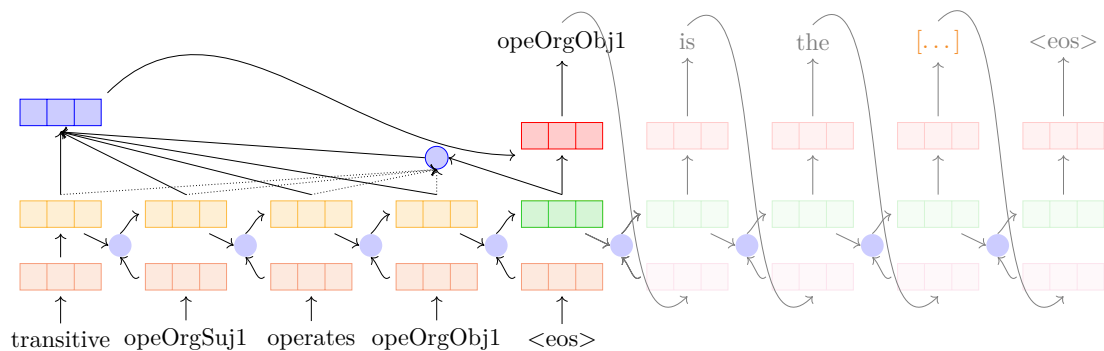 opeOrgObj1 is the [...] <eos>
transitive opeOrgSuj1 operates opeOrgObj1 <eos>